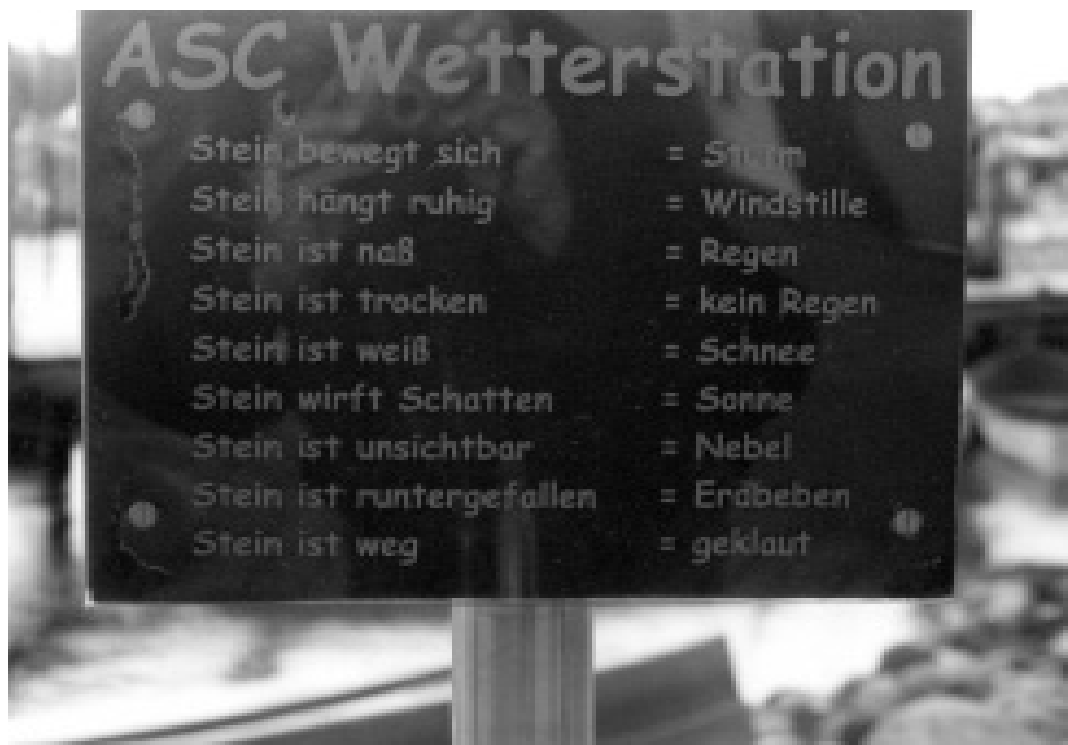 ASC Wetterstation
Stein bewegt sich = Sturm
Stein hängt ruhig = Windstille
Stein ist naß = Regen
Stein ist trocken = kein Regen
Stein ist weiß = Schnee
Stein wirft Schatten = Sonne
Stein ist unsichtbar = Nebel
Stein ist runtergefallen = Erdbeben
Stein ist weg = geklaut